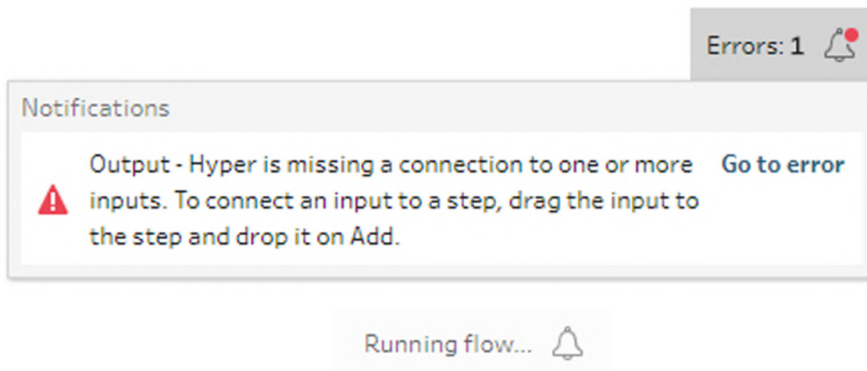 Errors: 1
Notifications
Output - Hyper is missing a connection to one or more
Go to error
inputs. To connect an input to a step, drag the input to
the step and drop it on Add.
Running flow...